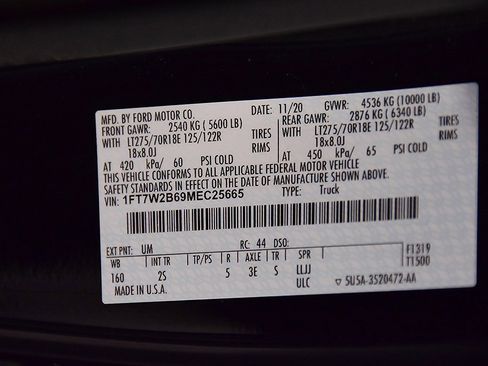 MFD. BY FORD MOTOR CO. DATE: 11/20 GVWR: 4536 KG (10000 LB)
FRONT GAWR: 2540 KG (5600 LB) REAR GAWR: 2876 KG (6340 LB)
WITH LT275/70R18E 125/122R TIRES WITH LT275/70R18E 125/122R TIRES
18x8.0J RIMS 18x8.0J RIMS
AT 420 kPa/ 60 PSI COLD AT 450 kPa/ 65 PSI COLD
THIS VEHICLE CONFORMS TO ALL APPLICABLE FEDERAL MOTOR VEHICLE
SAFETY STANDARDS IN EFFECT ON THE DATE OF MANUFACTURE SHOWN ABOVE.
VIN: 1FT7W2B69MEC25665 TYPE: Truck
EXT PNT: UM RC: 44 DSO:
WB INT TR TP/PS R AXLE TR SPR F1319
160 2S 5 3E S LLJJ T1500
ULC
MADE IN U.S.A. ▽ 5U5A-3520472-AA